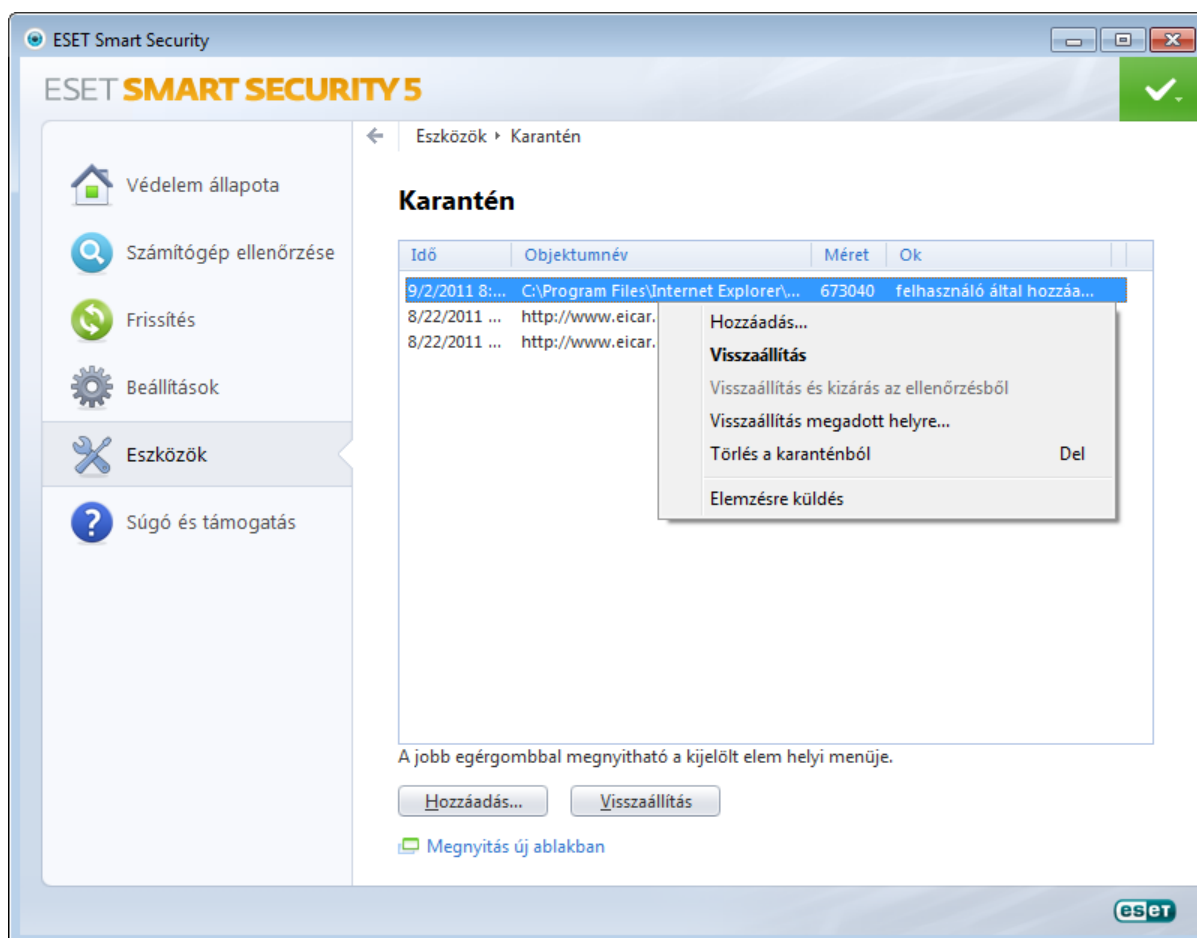 ESET Smart Security
ESET SMART SECURITY 5
Eszközök ‣ Karantén
Védelem állapota
Számítógép ellenőrzése
Frissítés
Beállítások
Eszközök
Súgó és támogatás
Karantén
Idő Objektumnév Méret Ok
9/2/2011 8:... C:\Program Files\Internet Explorer\... 673040 felhasználó által hozzáa...
8/22/2011 ... http://www.eicar.
8/22/2011 ... http://www.eicar.
Hozzáadás...
Visszaállítás
Visszaállítás és kizárás az ellenőrzésből
Visszaállítás megadott helyre...
Törlés a karanténból Del
Elemzésre küldés
A jobb egérgombbal megnyitható a kijelölt elem helyi menüje.
Hozzáadás... Visszaállítás
Megnyitás új ablakban
eseT